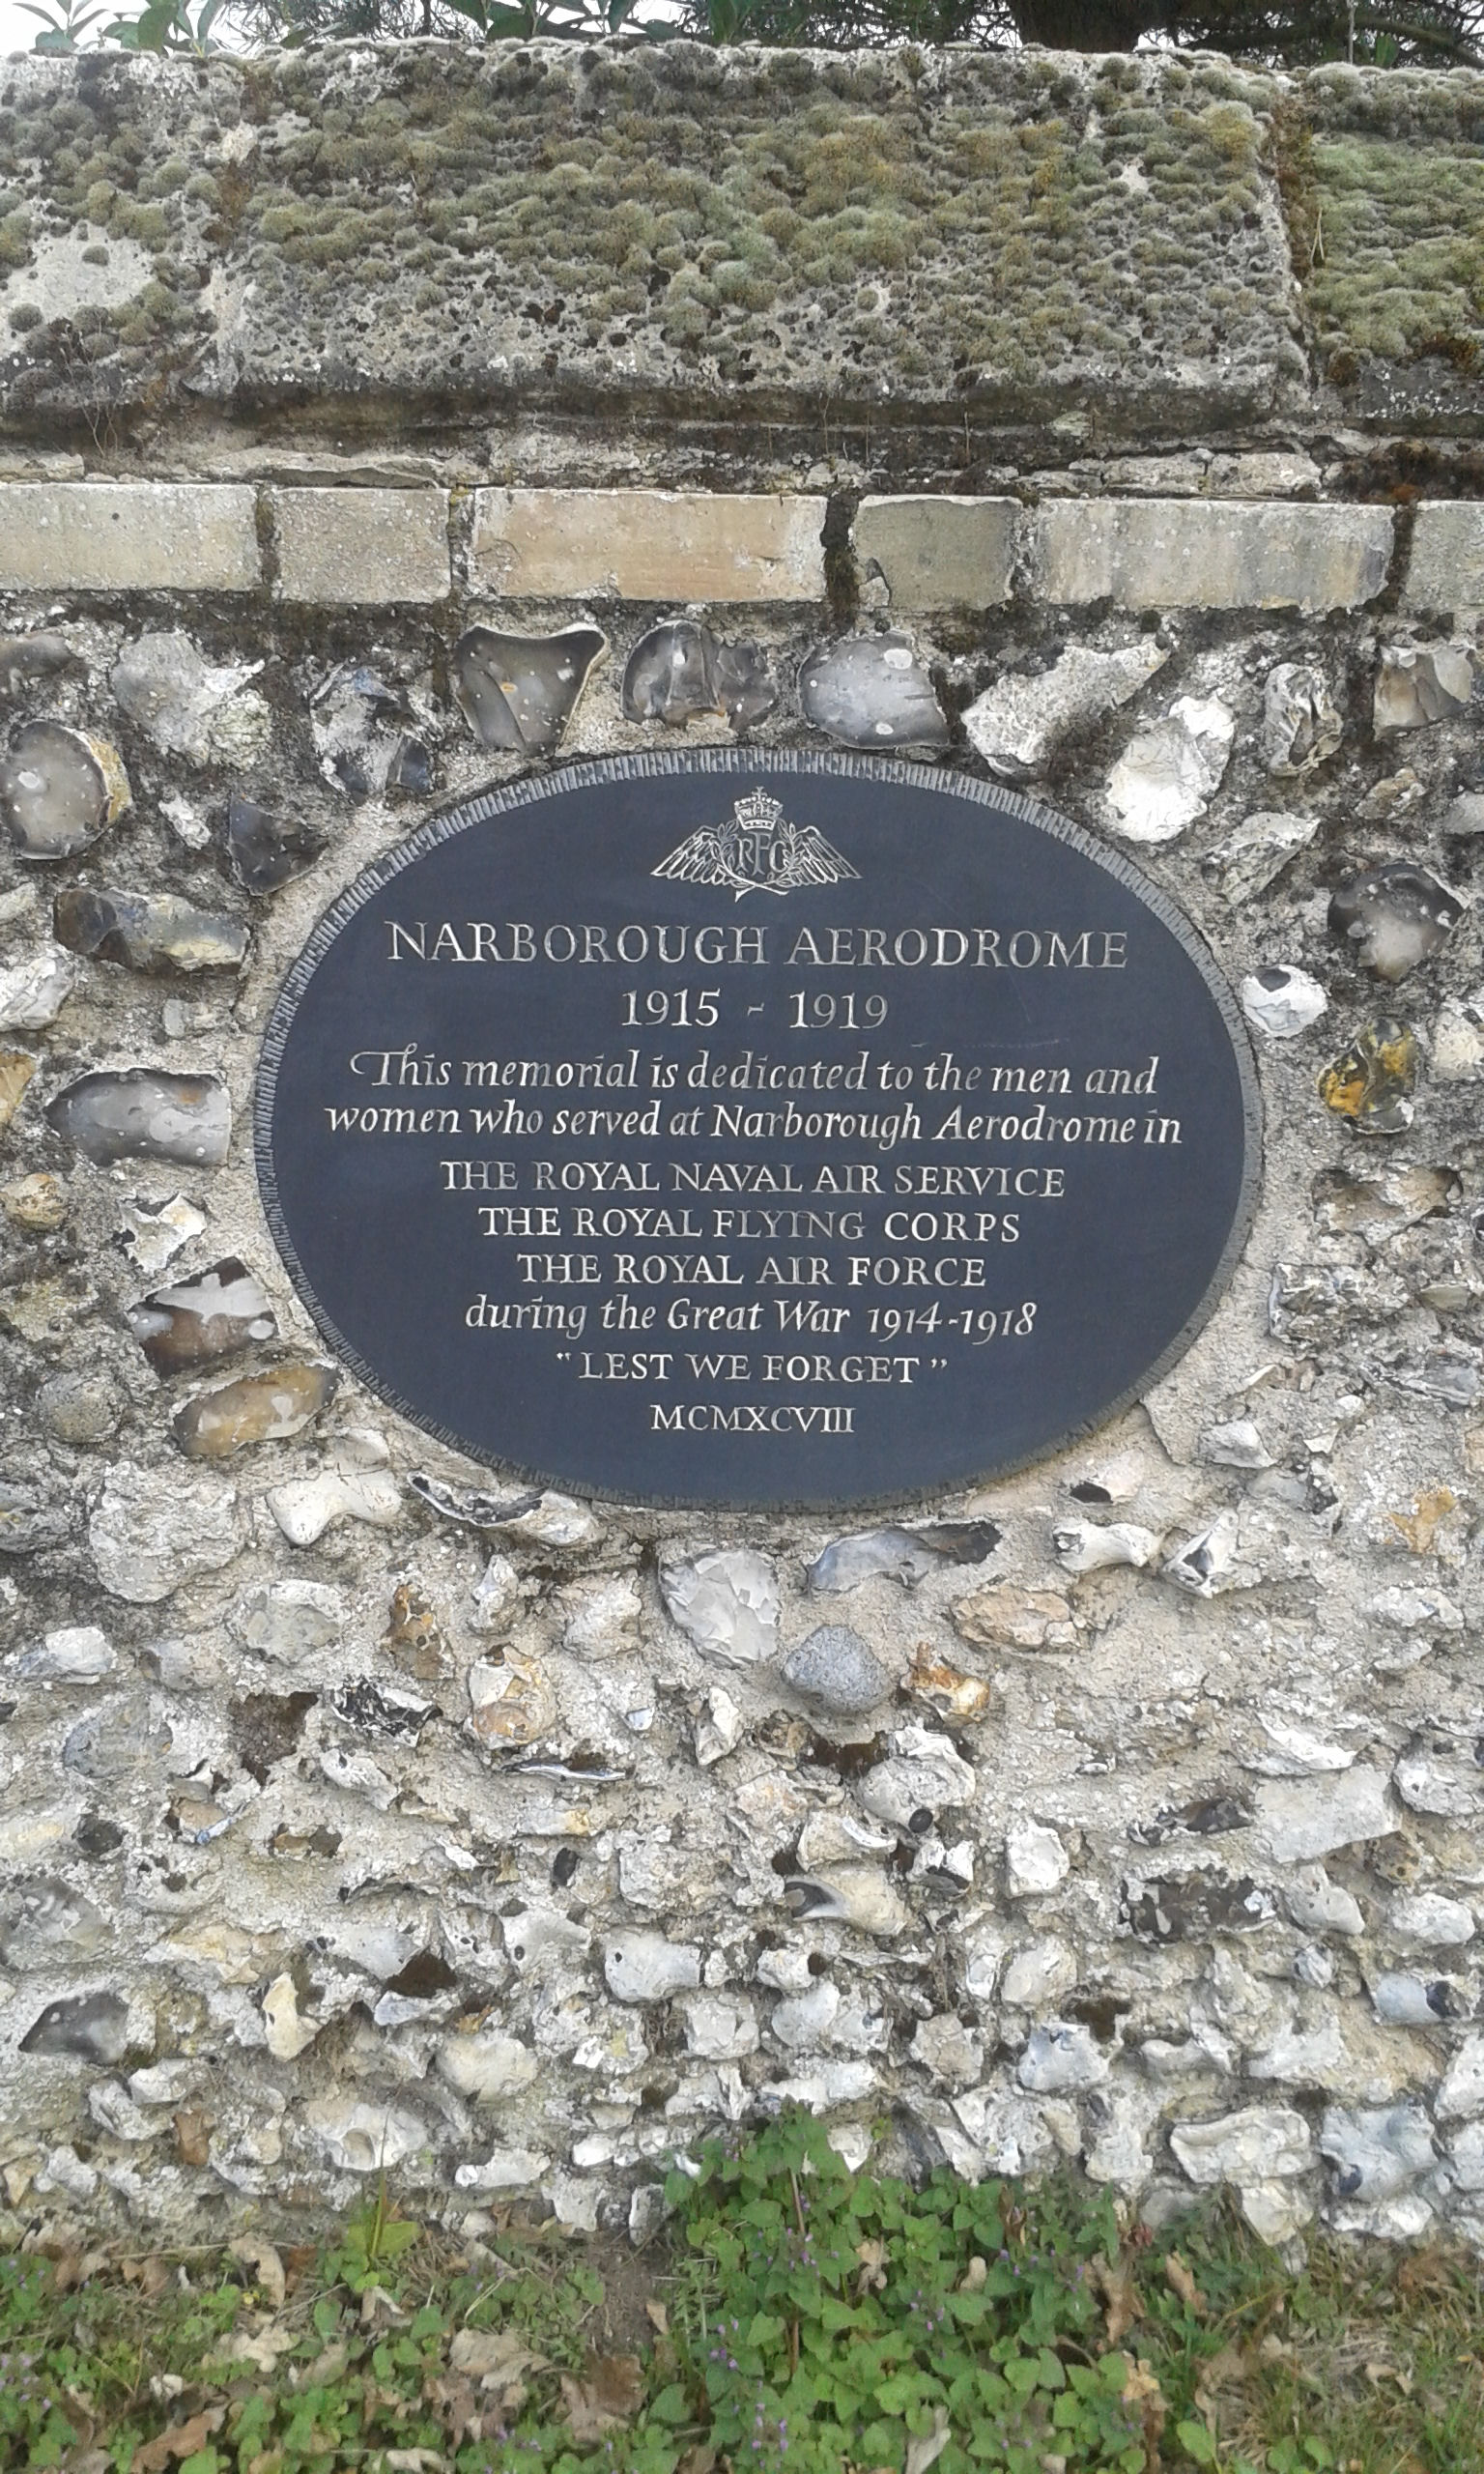 RFC
NARBOROUGH AERODROME
1915 - 1919
This memorial is dedicated to the men and
women who served at Narborough Aerodrome in
THE ROYAL NAVAL AIR SERVICE
THE ROYAL FLYING CORPS
THE ROYAL AIR FORCE
during the Great War 1914-1918
"LEST WE FORGET"
MCMXCVIII